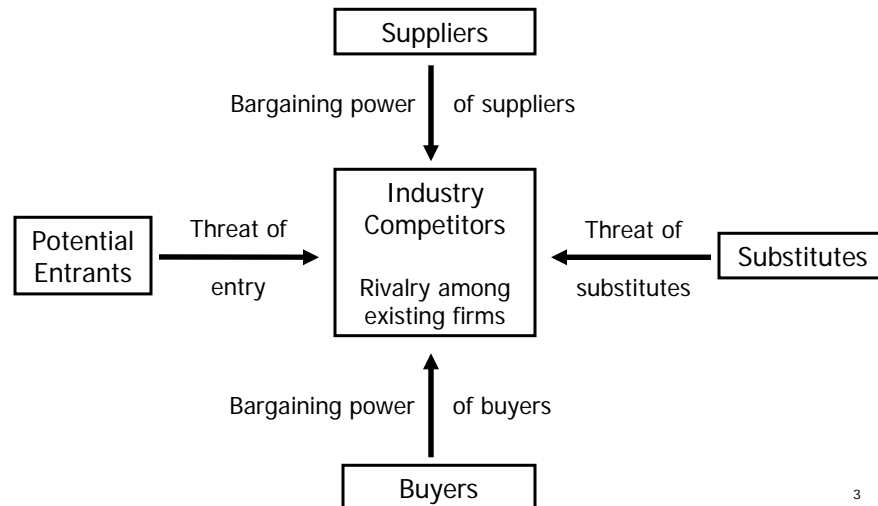 Suppliers
Bargaining power of suppliers
Industry
Competitors
Rivalry among
existing firms
Potential
Entrants
Threat of
entry
Threat of
substitutes
Substitutes
Bargaining power of buyers
Buyers
3